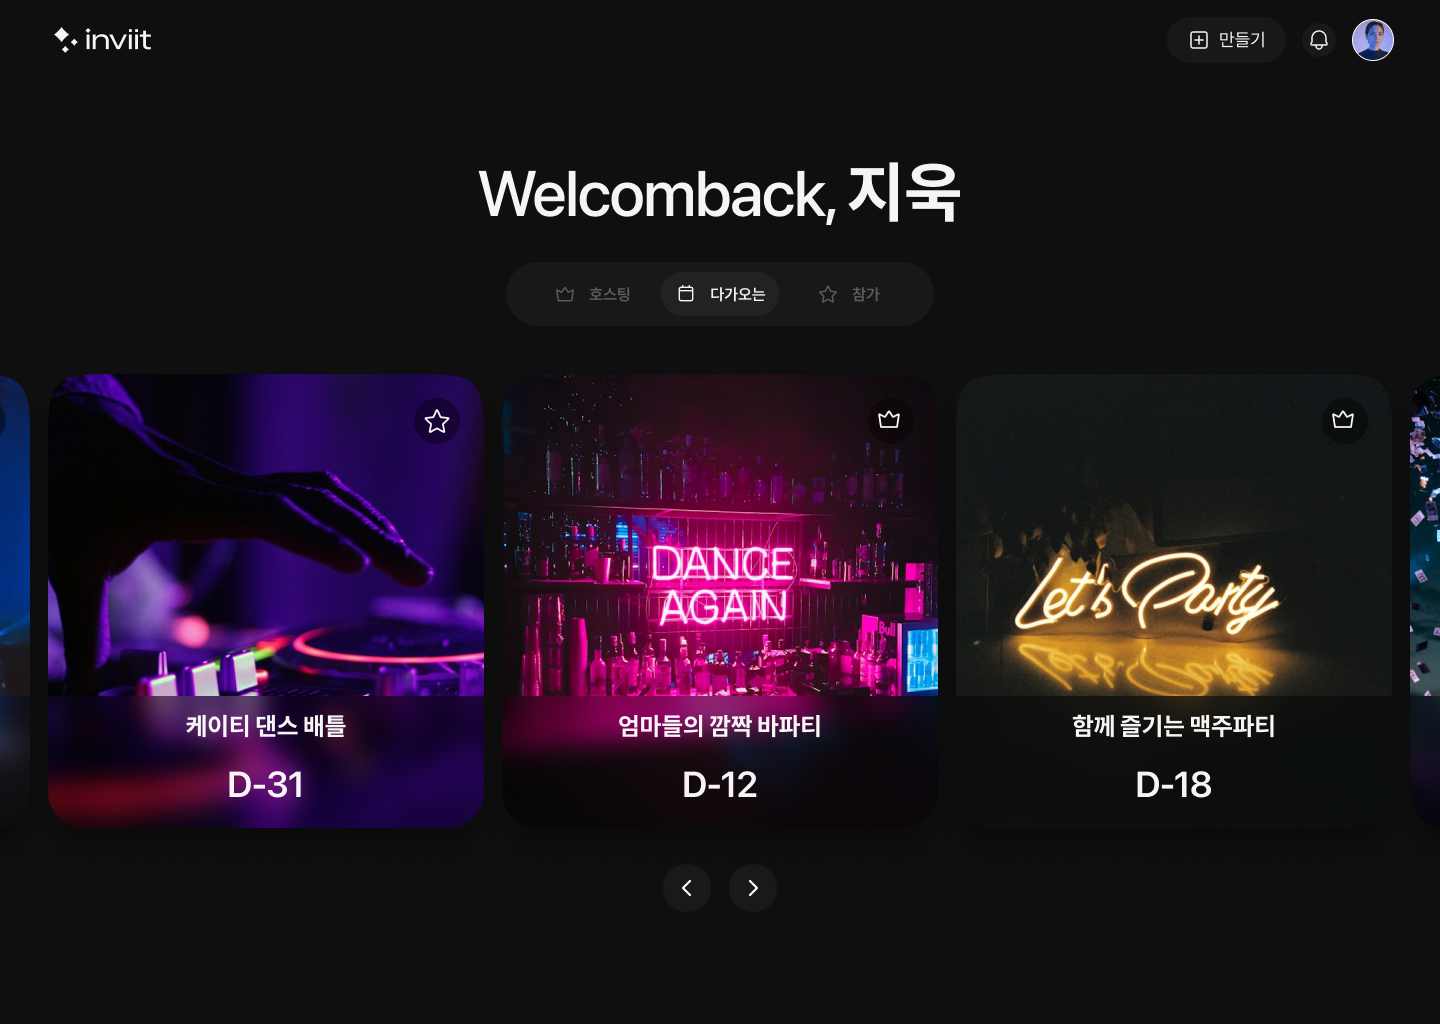 inviit
만들기
Welcomback, 지욱
호스팅
다가오는
참가
DANCE
AGAIN
Let's Party
Bull
케이티 댄스 배틀
엄마들의 깜짝 바파티
함께 즐기는 맥주파티
D-31
D-12
D-18